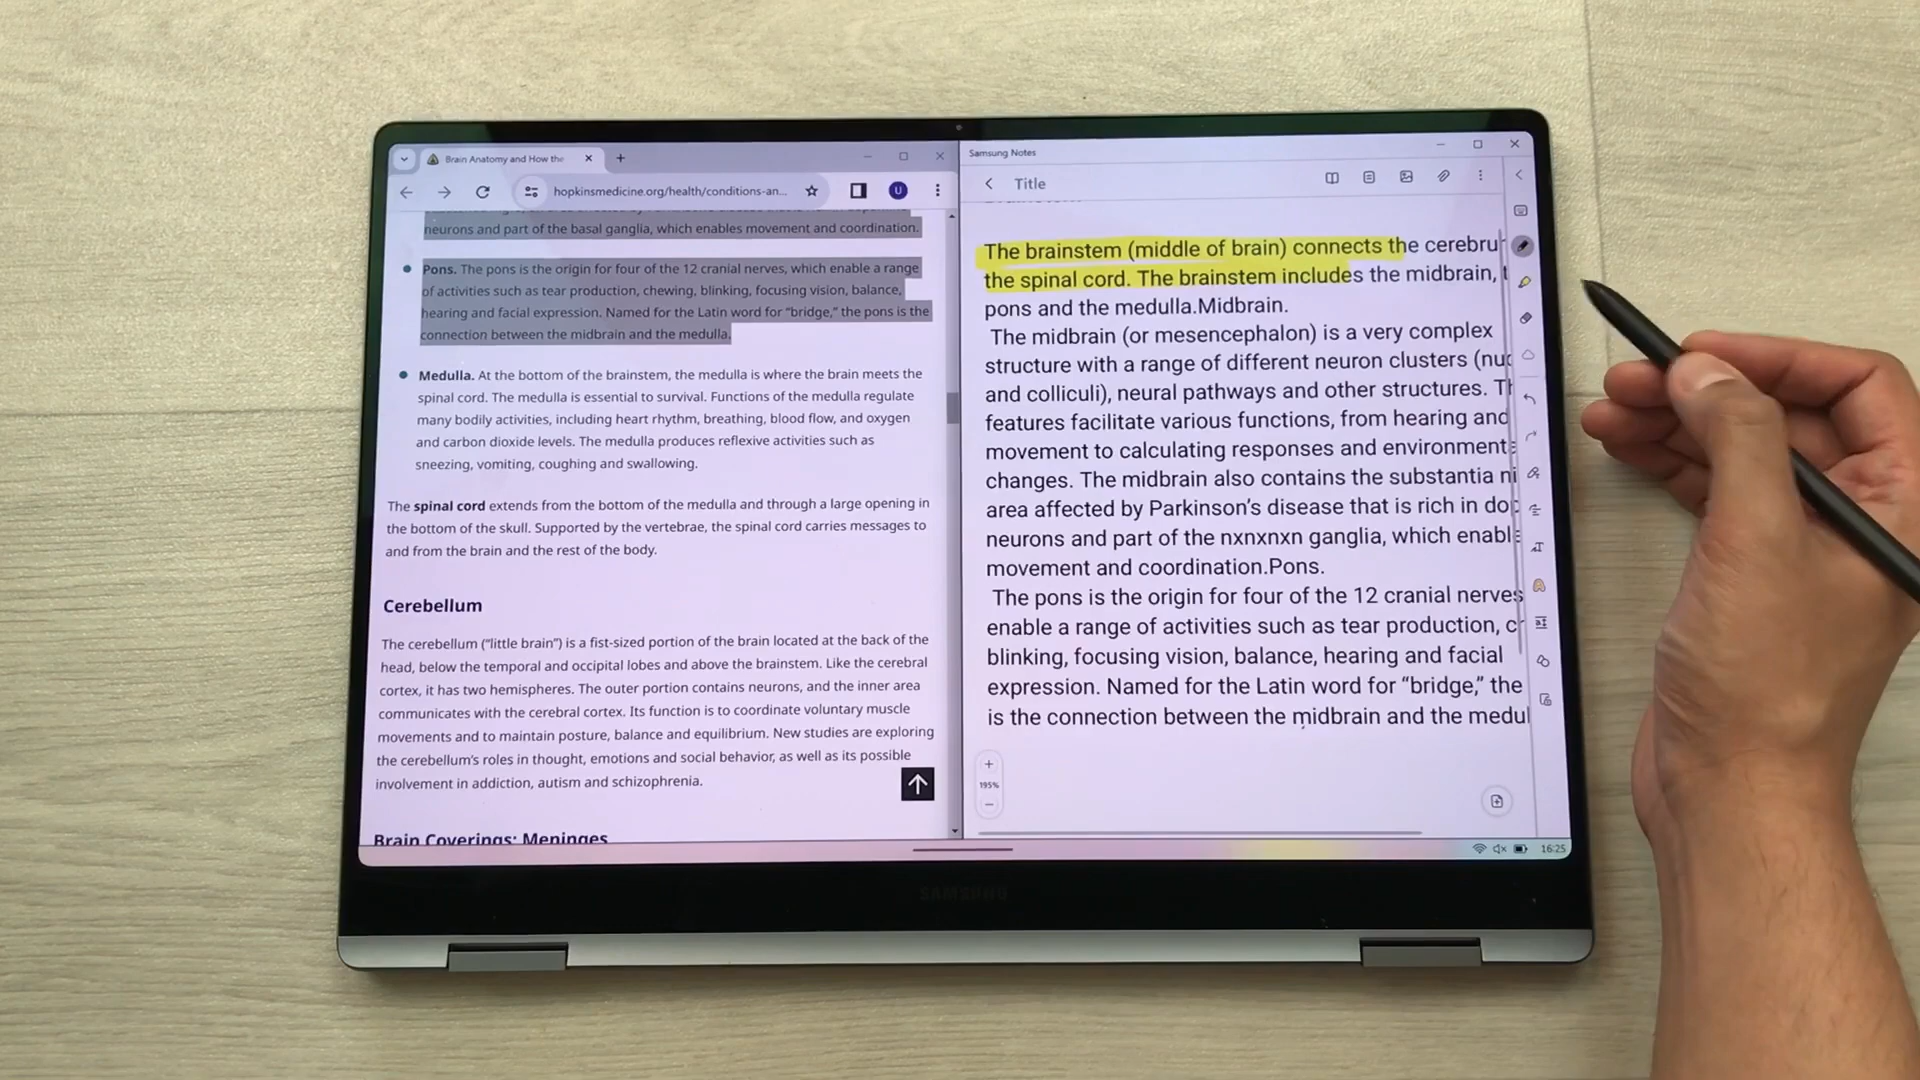 Brain Anatomy and How the
hopkinsmedicine.org/health/conditions-an...
U
neurons and part of the basal ganglia, which enables movement and coordination.
Pons. The pons is the origin for four of the 12 cranial nerves, which enable a range
of activities such as tear production, chewing, blinking, focusing vision, balance,
hearing and facial expression. Named for the Latin word for “bridge,” the pons is the
connection between the midbrain and the medulla.
Medulla. At the bottom of the brainstem, the medulla is where the brain meets the
spinal cord. The medulla is essential to survival. Functions of the medulla regulate
many bodily activities, including heart rhythm, breathing, blood flow, and oxygen
and carbon dioxide levels. The medulla produces reflexive activities such as
sneezing, vomiting, coughing and swallowing.
The spinal cord extends from the bottom of the medulla and through a large opening in
the bottom of the skull. Supported by the vertebrae, the spinal cord carries messages to
and from the brain and the rest of the body.
Cerebellum
The cerebellum (“little brain”) is a fist-sized portion of the brain located at the back of the
head, below the temporal and occipital lobes and above the brainstem. Like the cerebral
cortex, it has two hemispheres. The outer portion contains neurons, and the inner area
communicates with the cerebral cortex. Its function is to coordinate voluntary muscle
movements and to maintain posture, balance and equilibrium. New studies are exploring
the cerebellum’s roles in thought, emotions and social behavior, as well as its possible
involvement in addiction, autism and schizophrenia.
Brain Coverings: Meninges
Samsung Notes
Title
The brainstem (middle of brain) connects the cerebru
the spinal cord. The brainstem includes the midbrain, t
pons and the medulla.Midbrain.
The midbrain (or mesencephalon) is a very complex
structure with a range of different neuron clusters (nuc
and colliculi), neural pathways and other structures. Th
features facilitate various functions, from hearing and
movement to calculating responses and environment
changes. The midbrain also contains the substantia ni
area affected by Parkinson’s disease that is rich in dop
neurons and part of the nxnxnxn ganglia, which enable
movement and coordination.Pons.
The pons is the origin for four of the 12 cranial nerves
enable a range of activities such as tear production, c
blinking, focusing vision, balance, hearing and facial
expression. Named for the Latin word for “bridge,” the
is the connection between the midbrain and the medul
195%
16:25
SAMSUNG